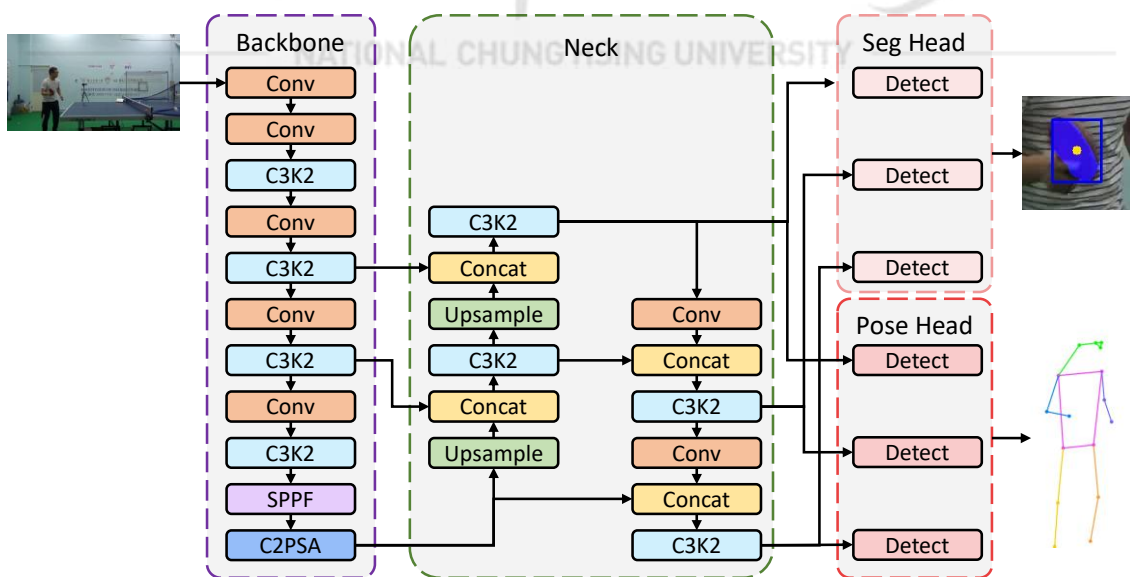 Backbone
Conv
Conv
C3K2
Conv
C3K2
Conv
C3K2
Conv
C3K2
SPPF
C2PSA
NATIONAL CHUNG HSING UNIVERSITY
Neck
C3K2
Concat
Upsample
C3K2
Concat
Upsample
Conv
Concat
C3K2
Conv
Concat
C3K2
Seg Head
Detect
Detect
Detect
Pose Head
Detect
Detect
Detect